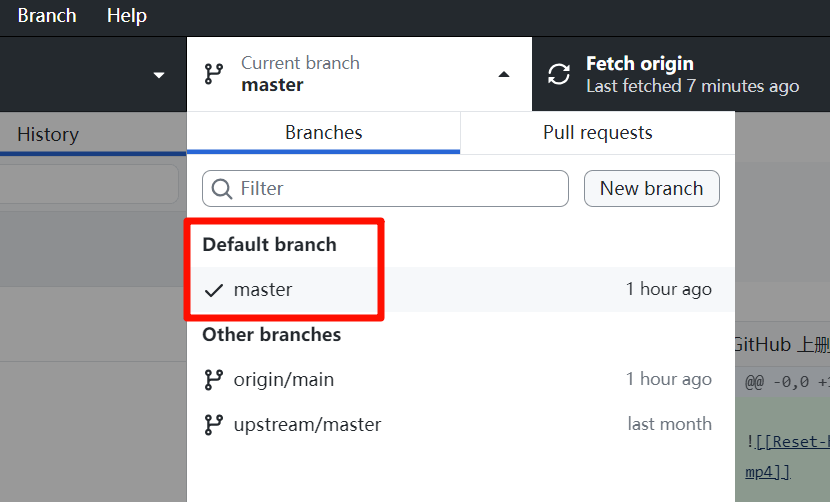 Branch Help
Current branch
master
Fetch origin
Last fetched 7 minutes ago
History
Branches
Pull requests
Filter
New branch
Default branch
master 1 hour ago
Other branches
origin/main 1 hour ago
upstream/master last month
GitHub 上删
@@ -0,0 +1
![[Reset-
mp4]]